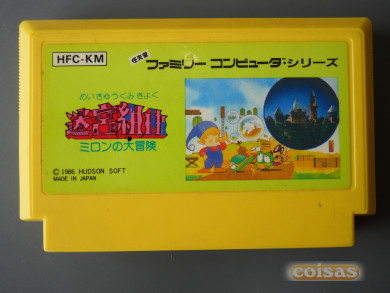 HFC-KM
任天堂 ファミリー コンピュータ・シリーズ
めいきゅうぐみきょく
迷宮組曲
ミロンの大冒険
©1986 HUDSON SOFT
MADE IN JAPAN
coisas